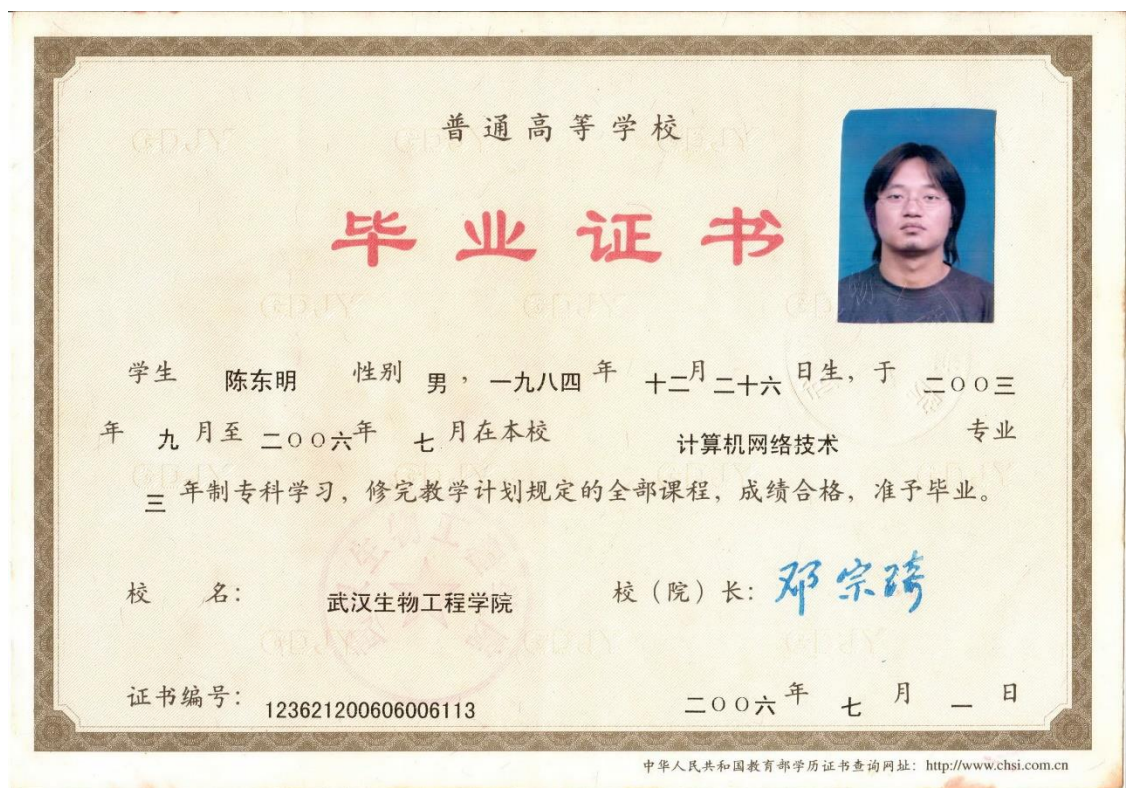 普通高等学校
毕业证书
学生 陈东明 性别 男，一九八四年 十二月二十六日生，于 二〇〇三
年 九月至 二〇〇六年 七月在本校 计算机网络技术 专业
三 年制专科学习，修完教学计划规定的全部课程，成绩合格，准予毕业。
校 名： 武汉生物工程学院 校（院）长：邓宗琦
证书编号： 123621200606006113 二〇〇六年 七 月 一 日
中华人民共和国教育部学历证书查询网址：http://www.chsi.com.cn